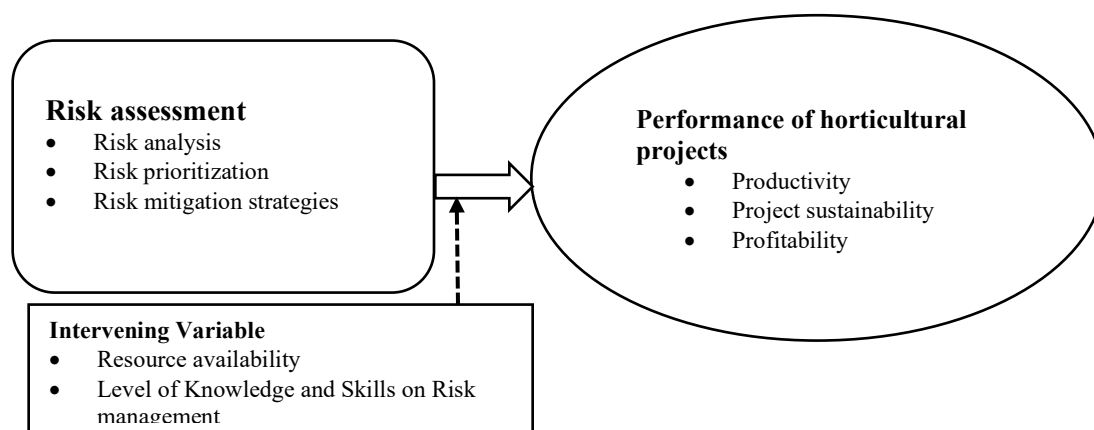 Risk assessment
• Risk analysis
• Risk prioritization
• Risk mitigation strategies
Performance of horticultural
projects
• Productivity
• Project sustainability
• Profitability
Intervening Variable
• Resource availability
• Level of Knowledge and Skills on Risk
management